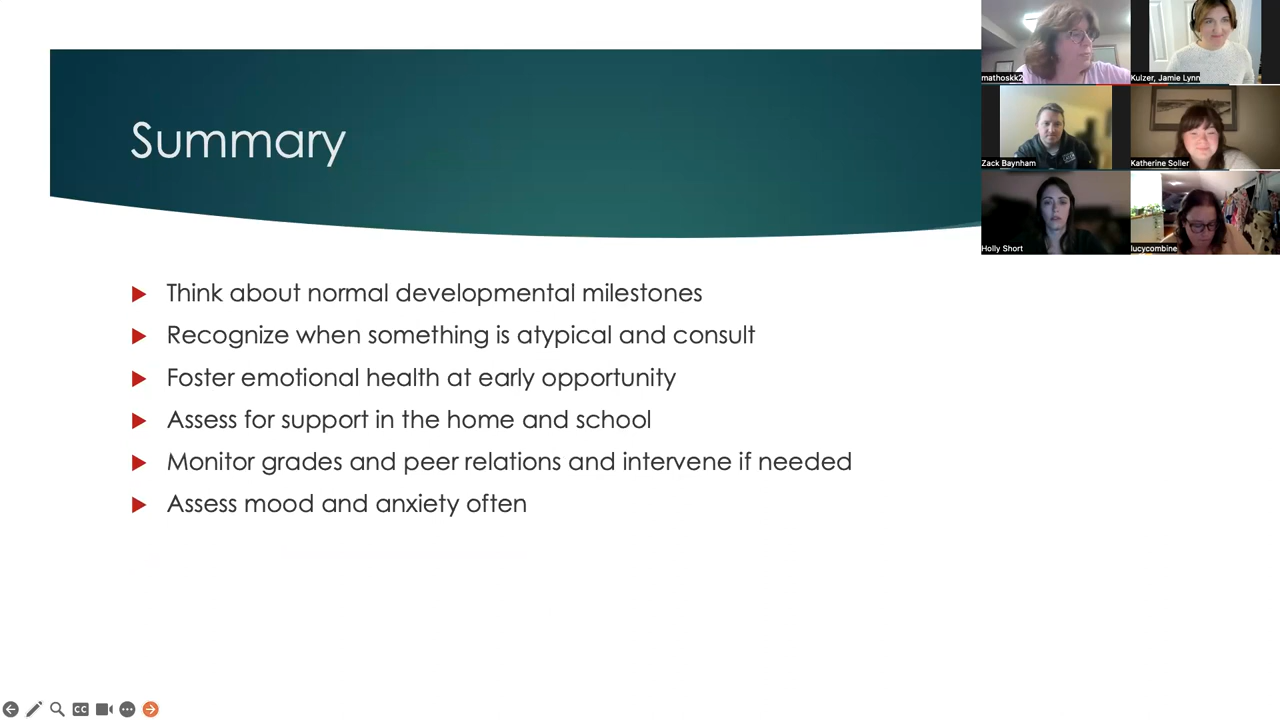 Summary
Think about normal developmental milestones
Recognize when something is atypical and consult
Foster emotional health at early opportunity
Assess for support in the home and school
Monitor grades and peer relations and intervene if needed
Assess mood and anxiety often
mathoskk2
Kulzer, Jamie Lynn
Zack Baynham
Katherine Soller
Holly Short
lucycombine
CC